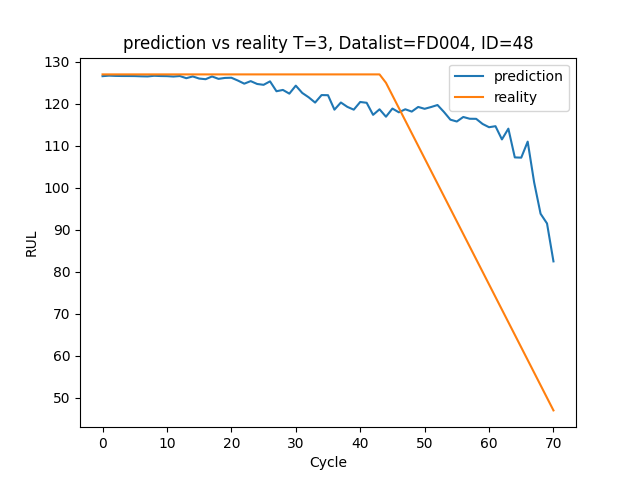 prediction vs reality T=3, Datalist=FD004, ID=48
prediction
reality
130
120
110
100
90
80
70
60
50
RUL
0 10 20 30 40 50 60 70
Cycle